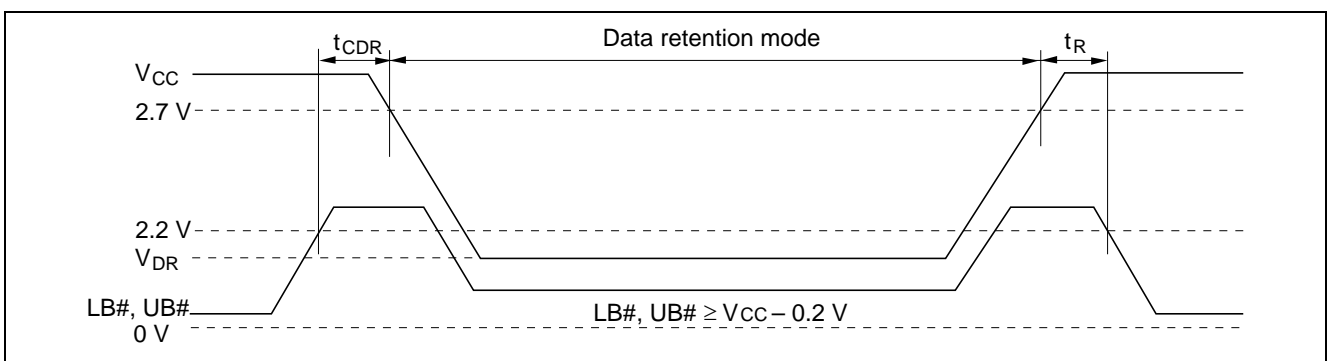 tCDR
Data retention mode
tR
VCC
2.7 V
2.2 V
VDR
LB#, UB#
LB#, UB# ≥ VCC – 0.2 V
0 V